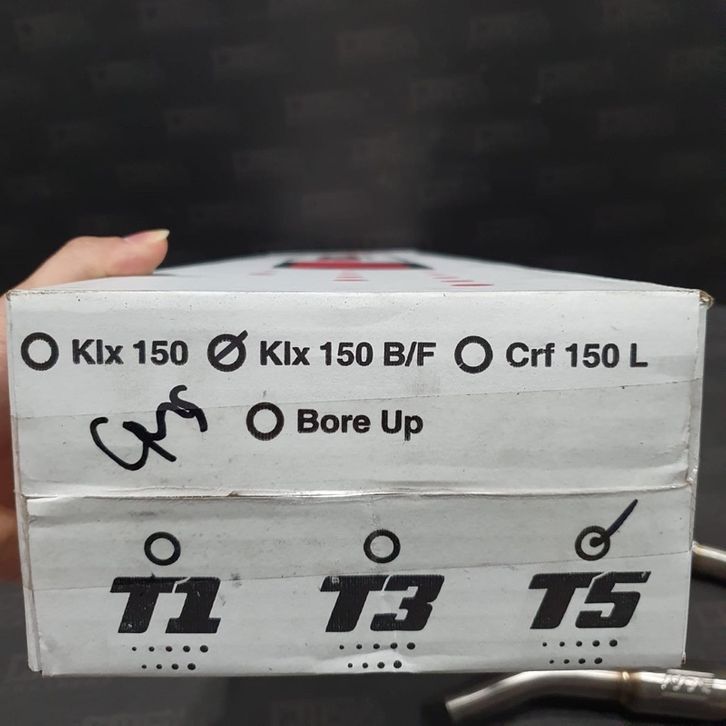 Klx 150 Klx 150 B/F Crf 150 L
Bore Up
T1 T3 T5